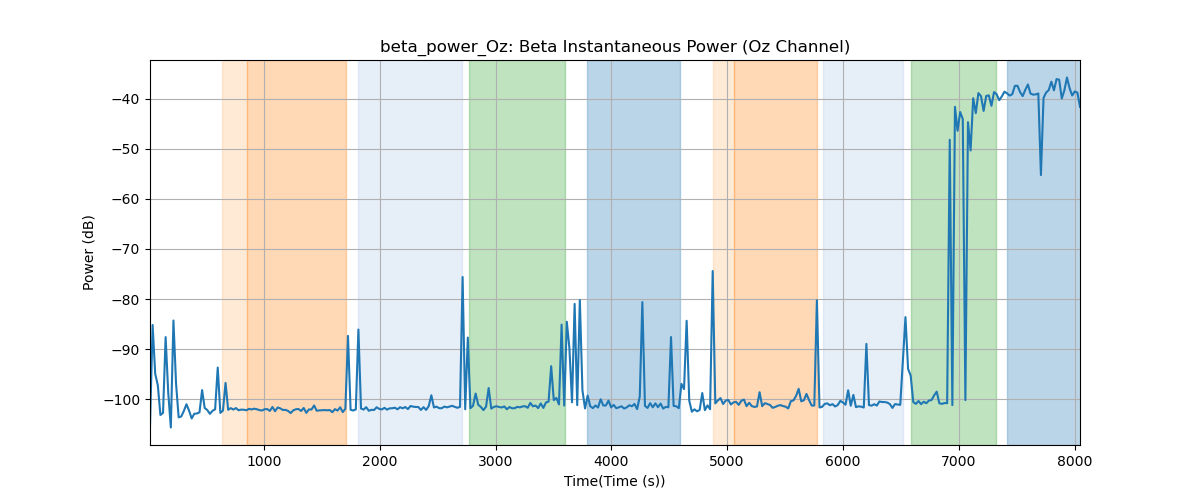 beta_power_Oz: Beta Instantaneous Power (Oz Channel)
Power (dB)
−40
−50
−60
−70
−80
−90
−100
1000 2000 3000 4000 5000 6000 7000 8000
Time(Time (s))